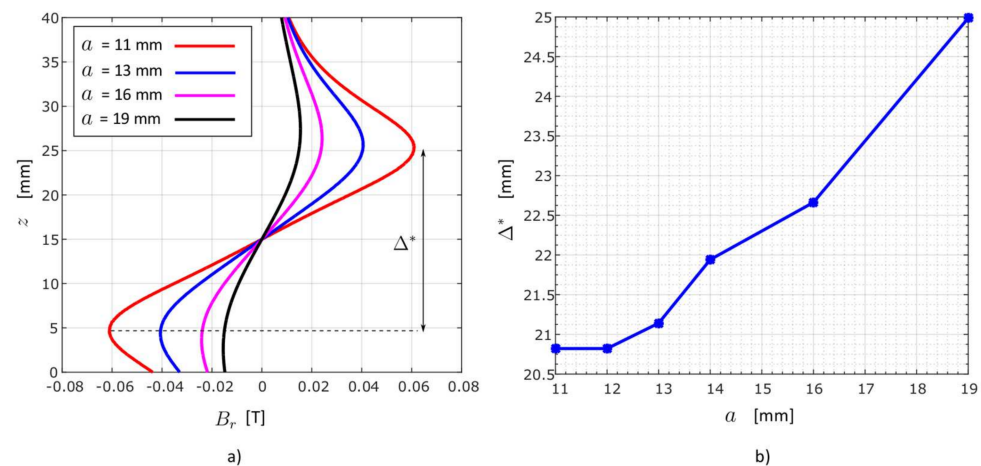 a = 11 mm
a = 13 mm
a = 16 mm
a = 19 mm
40
35
30
25
20
15
10
5
0
z [mm]
Δ*
-0.08 -0.06 -0.04 -0.02 0 0.02 0.04 0.06 0.08
B_r [T]
a)
25
24.5
24
23.5
23
22.5
22
21.5
21
20.5
Δ* [mm]
11 12 13 14 15 16 17 18 19
a [mm]
b)